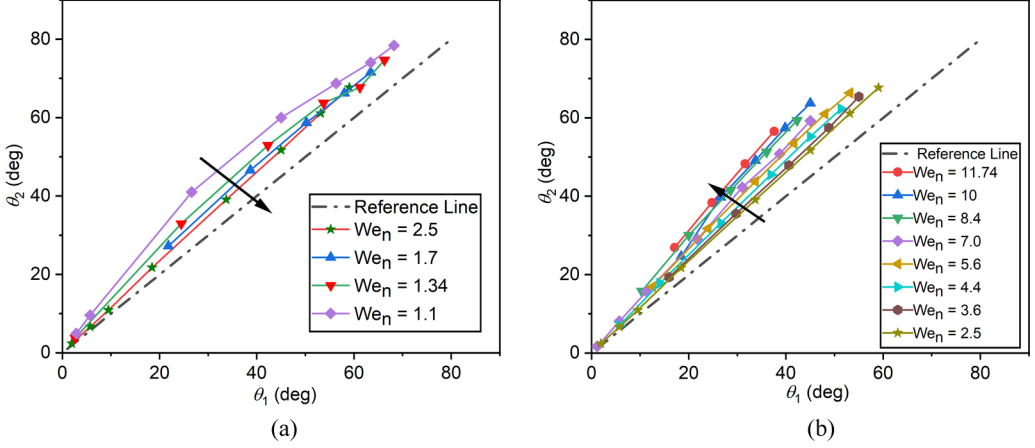 (a)
80
60
40
20
0
θ2 (deg)
Reference Line
Wen = 2.5
Wen = 1.7
Wen = 1.34
Wen = 1.1
0 20 40 60 80
θ1 (deg)
(a)
(b)
80
60
40
20
0
θ2 (deg)
Reference Line
Wen = 11.74
Wen = 10
Wen = 8.4
Wen = 7.0
Wen = 5.6
Wen = 4.4
Wen = 3.6
Wen = 2.5
0 20 40 60 80
θ1 (deg)
(b)